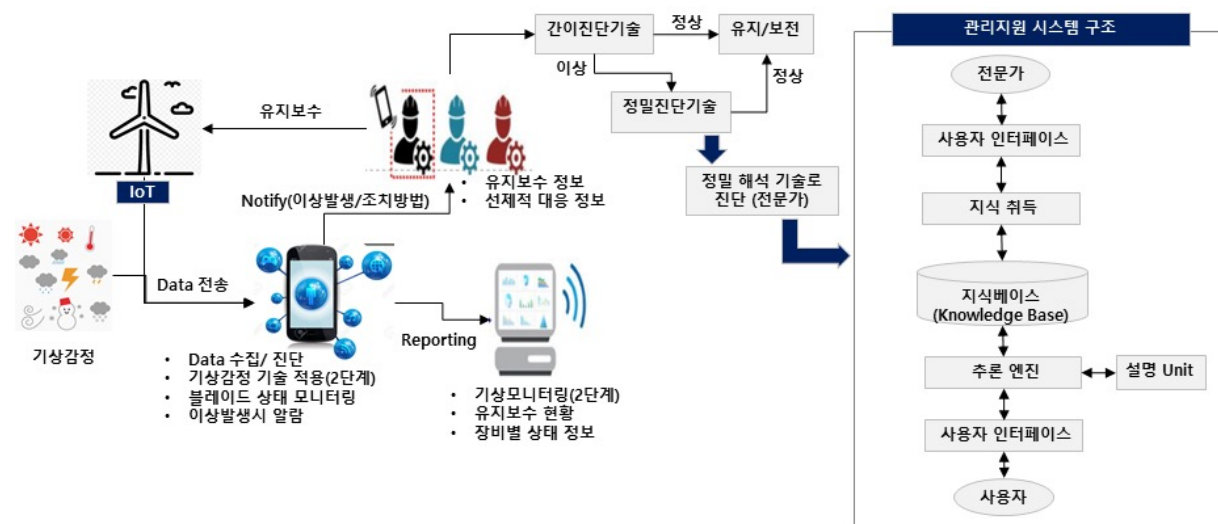 간이진단기술
정상
유지/보전
이상
정상
정밀진단기술
유지보수
IoT
정밀 해석 기술로
진단 (전문가)
• 유지보수 정보
• 선제적 대응 정보
Notify(이상발생/조치방법)
Data 전송
기상감정
Reporting
• Data 수집/ 진단
• 기상감정 기술 적용(2단계)
• 블레이드 상태 모니터링
• 이상발생시 알람
• 기상모니터링(2단계)
• 유지보수 현황
• 장비별 상태 정보
관리지원 시스템 구조
전문가
사용자 인터페이스
지식 취득
지식베이스
(Knowledge Base)
추론 엔진
설명 Unit
사용자 인터페이스
사용자